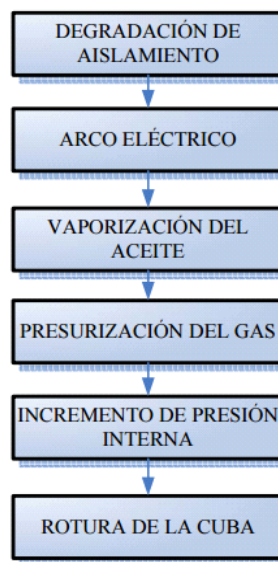 DEGRADACIÓN DE
AISLAMIENTO
ARCO ELÉCTRICO
VAPORIZACIÓN DEL
ACEITE
PRESURIZACIÓN DEL GAS
INCREMENTO DE PRESIÓN
INTERNA
ROTURA DE LA CUBA